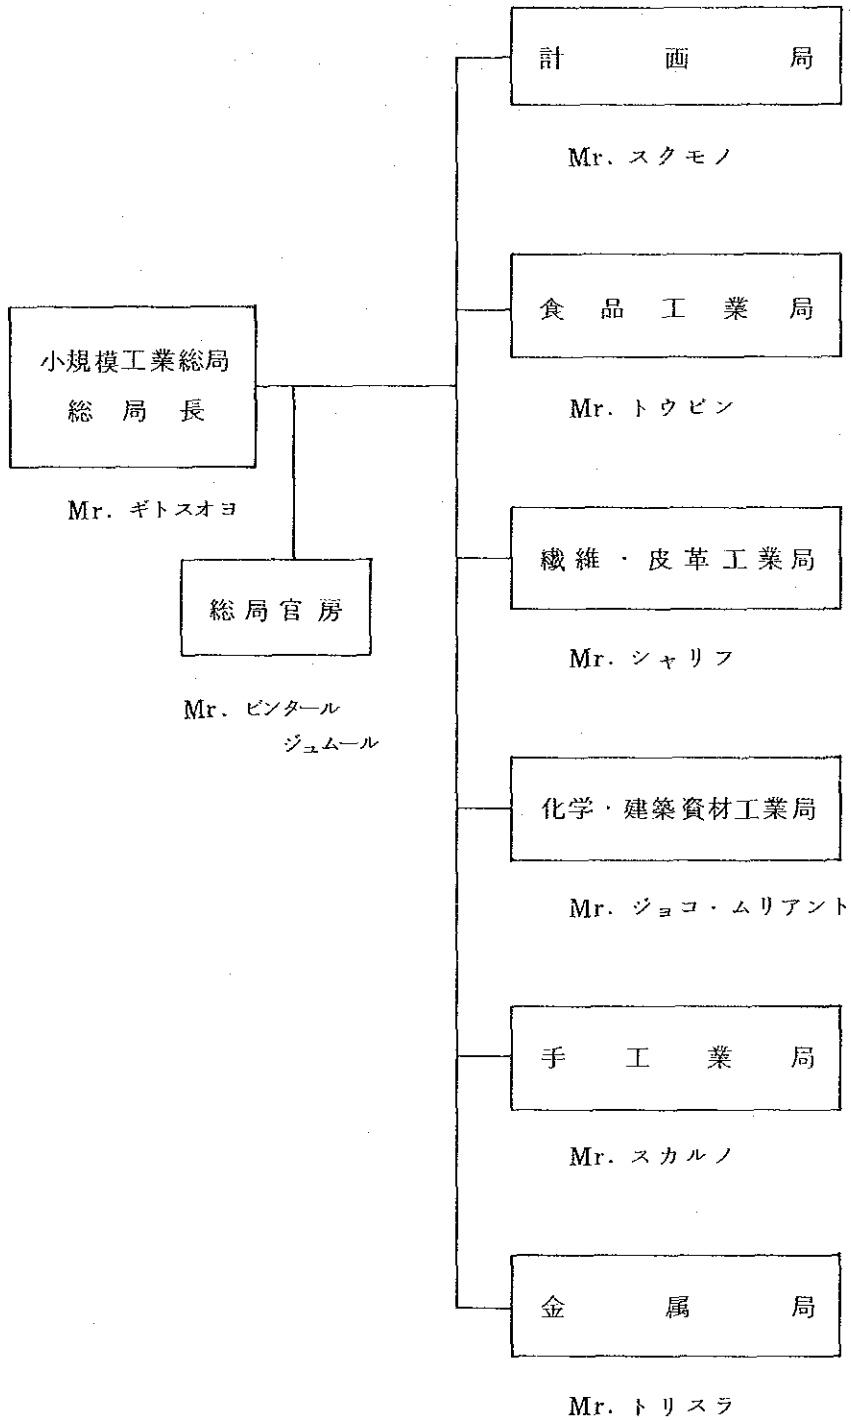 計画局
Mr. スクモノ
食品工業局
Mr. トウビン
小規模工業総局
総局長
Mr. ギトスオヨ
繊維・皮革工業局
Mr. シャリフ
総局官房
Mr. ビンタール
ジュムール
化学・建築資材工業局
Mr. ジョコ・ムリアント
手工業局
Mr. スカルノ
金属局
Mr. トリスラ